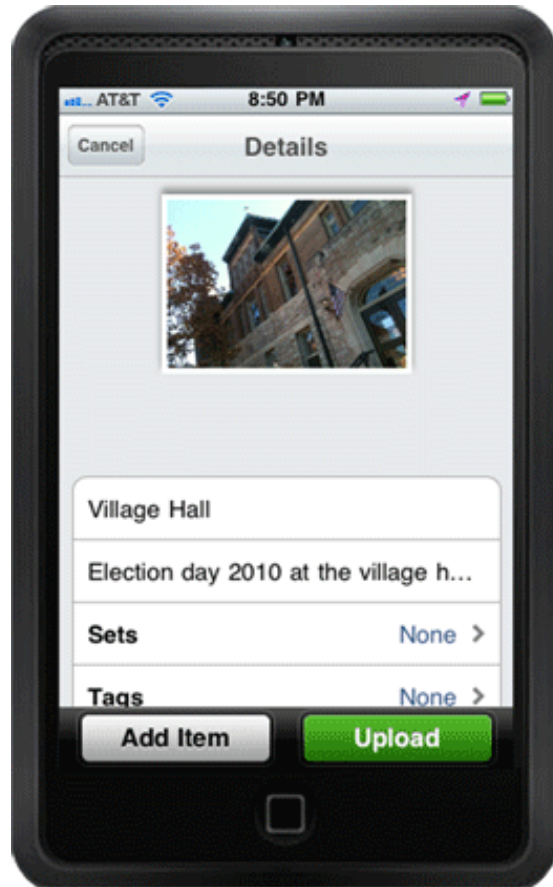 AT&T 8:50 PM
Cancel Details
Village Hall
Election day 2010 at the village h...
Sets None >
Tags None >
Add Item Upload